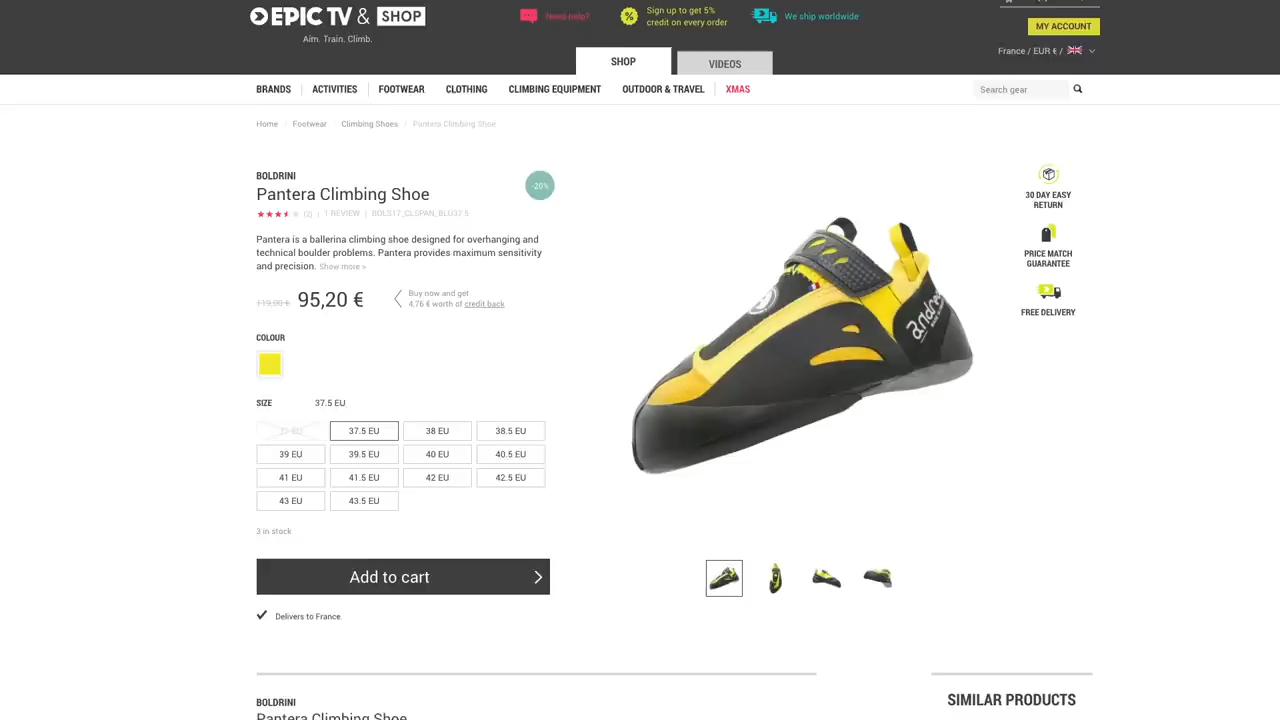 EPIC TV & SHOP
Aim. Train. Climb.
Need help?
Sign up to get 5%
credit on every order
We ship worldwide
MY ACCOUNT
France / EUR € /
SHOP
VIDEOS
BRANDS
ACTIVITIES
FOOTWEAR
CLOTHING
CLIMBING EQUIPMENT
OUTDOOR & TRAVEL
XMAS
Search gear
Home / Footwear / Climbing Shoes / Pantera Climbing Shoe
BOLDRINI
Pantera Climbing Shoe
-20%
(2) | 1 REVIEW | BOLS17_CLSPAN_BLU37.5
Pantera is a ballerina climbing shoe designed for overhanging and
technical boulder problems. Pantera provides maximum sensitivity
and precision. Show more »
119,00 €
95,20 €
Buy now and get
4.76 € worth of credit back
COLOUR
SIZE
37.5 EU
37.5 EU
38 EU
38.5 EU
39 EU
39.5 EU
40 EU
40.5 EU
41 EU
41.5 EU
42 EU
42.5 EU
43 EU
43.5 EU
3 in stock
Add to cart
Delivers to France.
30 DAY EASY
RETURN
PRICE MATCH
GUARANTEE
FREE DELIVERY
BOLDRINI
Pantera Climbing Shoe
SIMILAR PRODUCTS